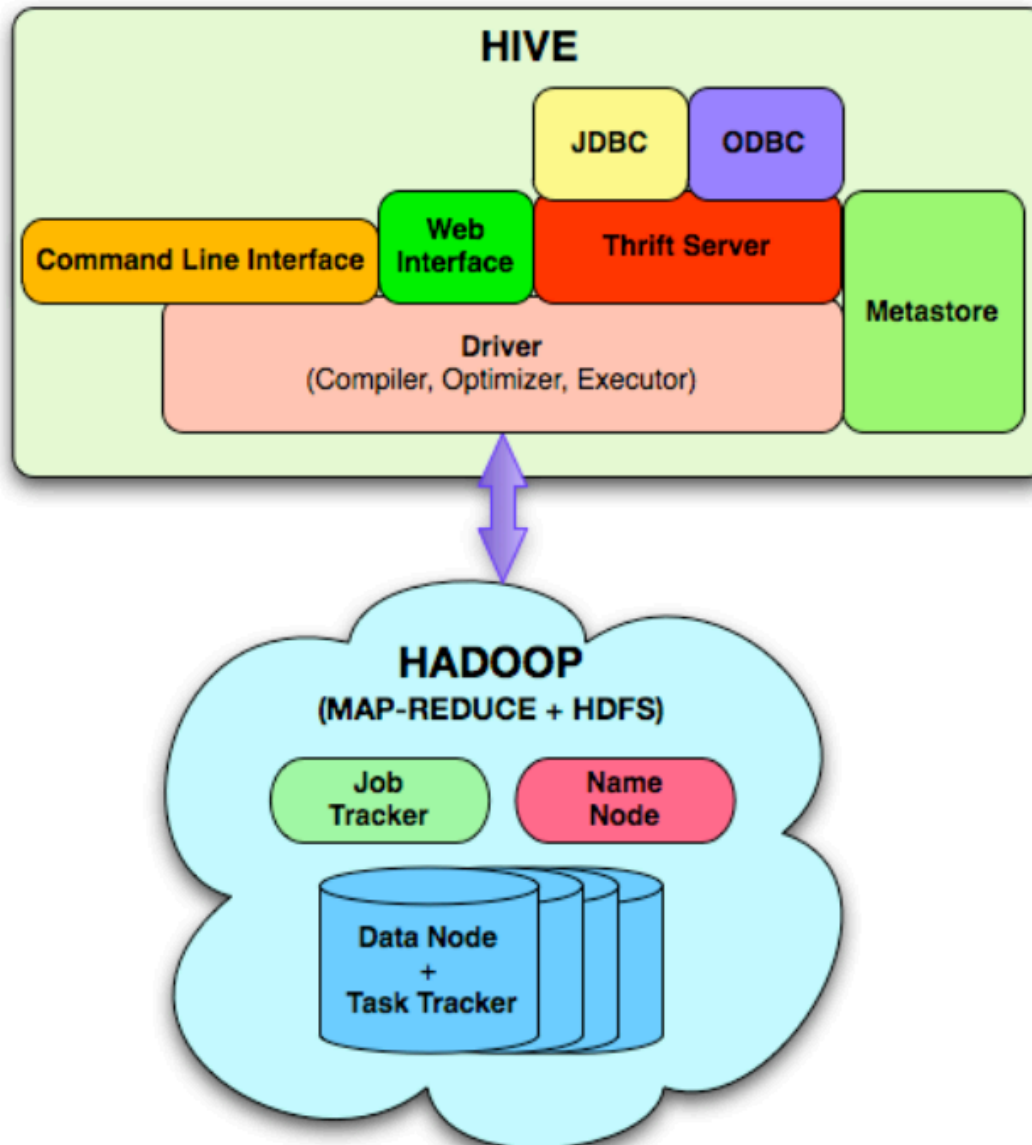 HIVE
JDBC
ODBC
Command Line Interface
Web
Interface
Thrift Server
Metastore
Driver
(Compiler, Optimizer, Executor)
HADOOP
(MAP-REDUCE + HDFS)
Job
Tracker
Name
Node
Data Node
+
Task Tracker